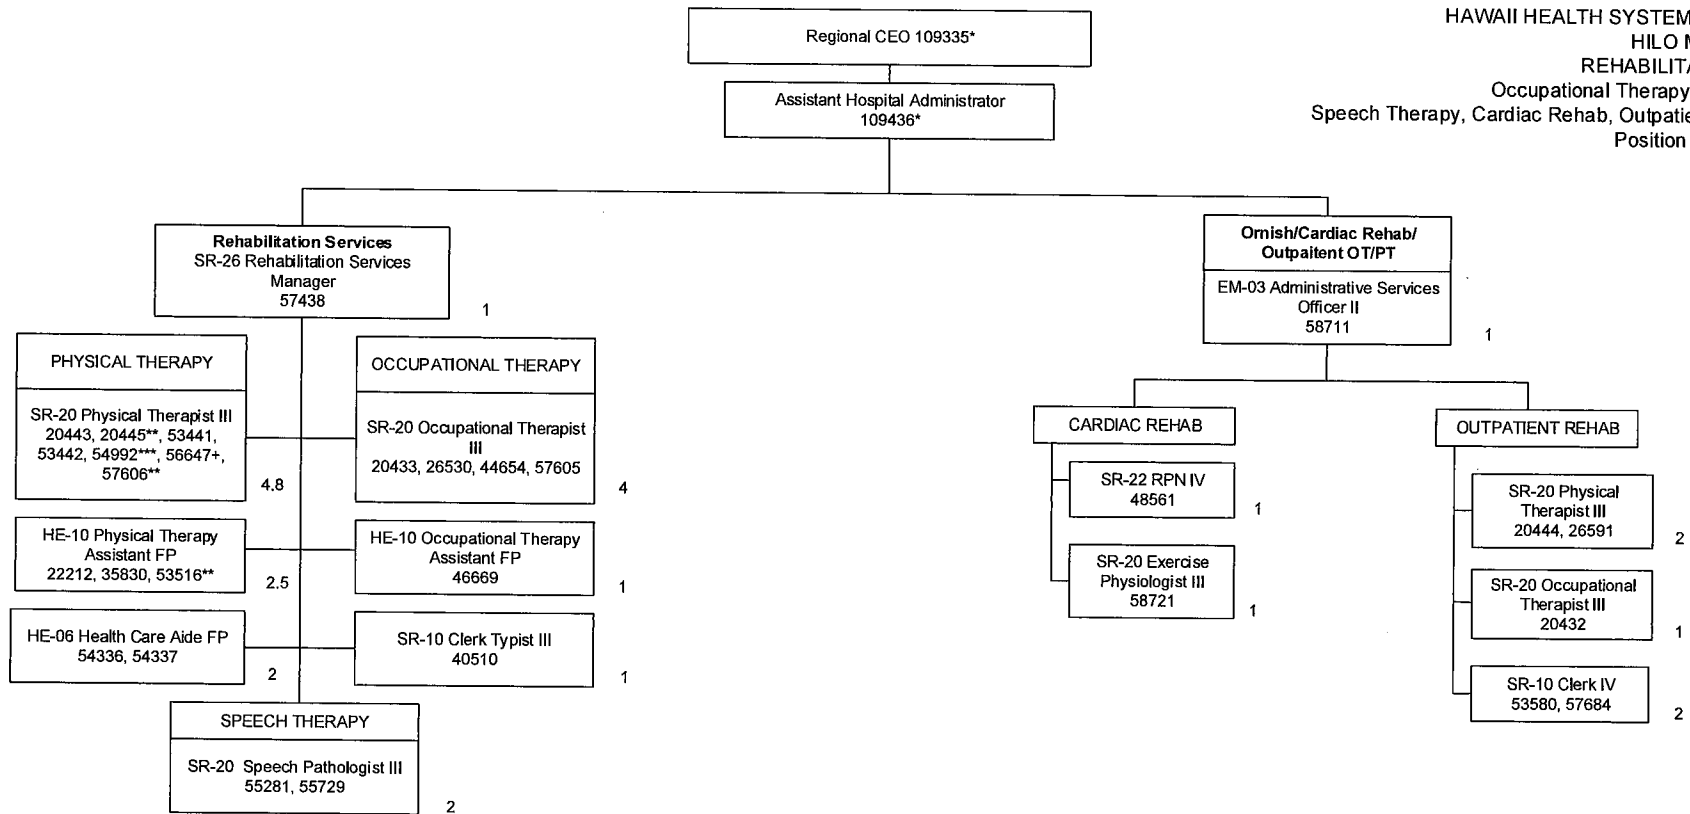 HAWAII HEALTH SYSTEM
HILO
REHABILITA
Occupational Therapy
Speech Therapy, Cardiac Rehab, Outpatie
Position
Regional CEO 109335*
Assistant Hospital Administrator
109436*
Rehabilitation Services
SR-26 Rehabilitation Services
Manager
57438
1
PHYSICAL THERAPY
SR-20 Physical Therapist III
20443, 20445**, 53441,
53442, 54992***, 56647+,
57606**
4.8
OCCUPATIONAL THERAPY
SR-20 Occupational Therapist
III
20433, 26530, 44654, 57605
4
HE-10 Physical Therapy
Assistant FP
22212, 35830, 53516**
2.5
HE-10 Occupational Therapy
Assistant FP
46669
1
HE-06 Health Care Aide FP
54336, 54337
2
SR-10 Clerk Typist III
40510
1
SPEECH THERAPY
SR-20 Speech Pathologist III
55281, 55729
2
Ornish/Cardiac Rehab/
Outpaitent OT/PT
EM-03 Administrative Services
Officer II
58711
1
CARDIAC REHAB
SR-22 RPN IV
48561
1
SR-20 Exercise
Physiologist III
58721
1
OUTPATIENT REHAB
SR-20 Physical
Therapist III
20444, 26591
2
SR-20 Occupational
Therapist III
20432
1
SR-10 Clerk IV
53580, 57684
2